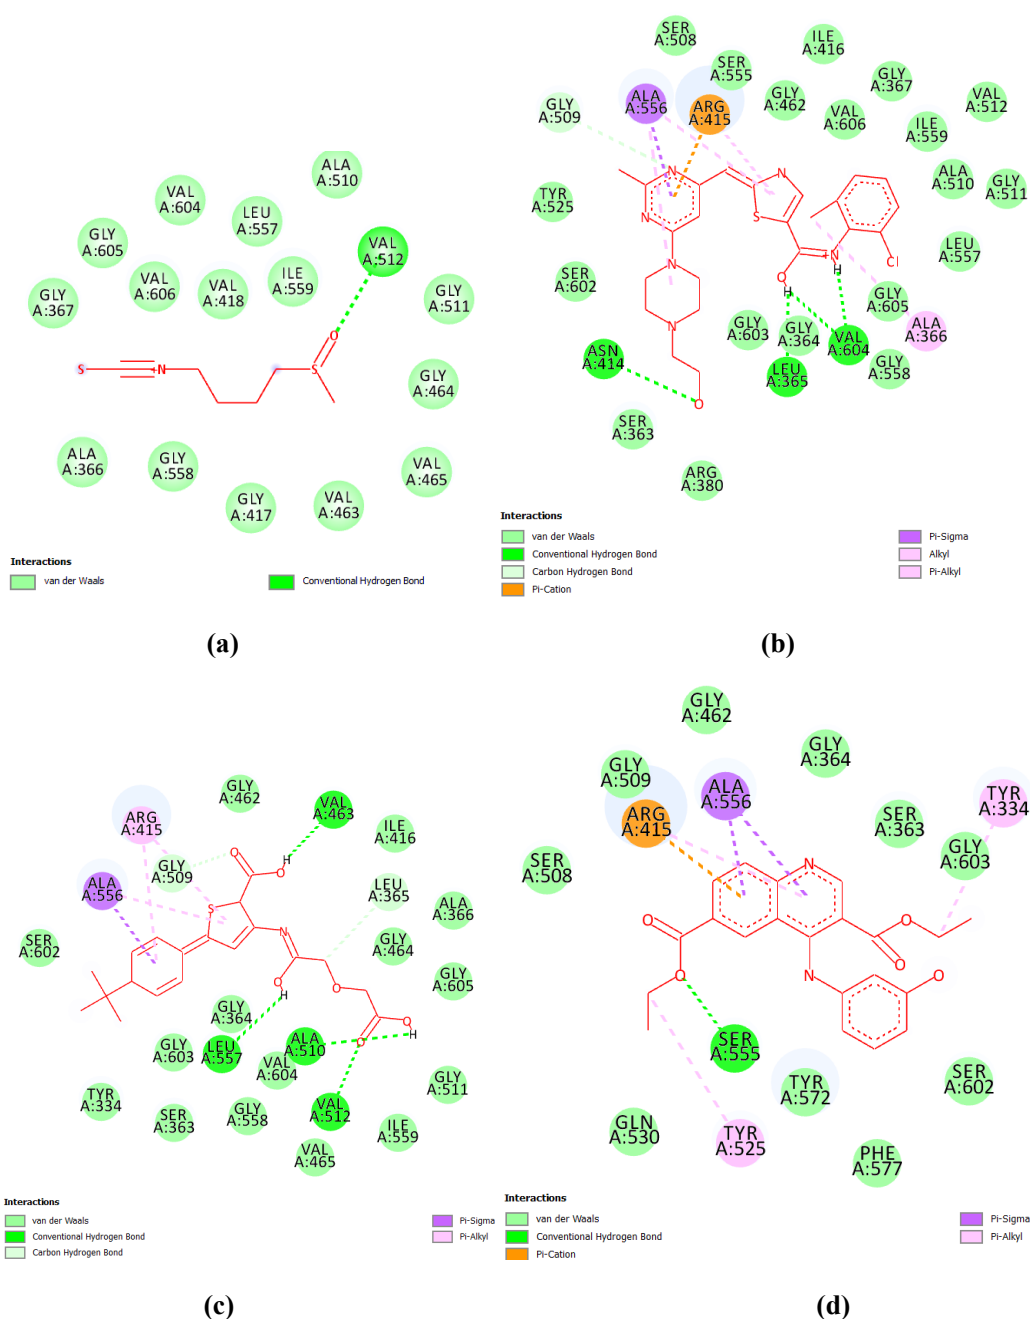 ALA
A:510
VAL
A:604
LEU
A:557
GLY
A:605
VAL
A:512
VAL
A:606
VAL
A:418
ILE
A:559
GLY
A:367
GLY
A:511
O
S
N
+
S
GLY
A:464
ALA
A:366
GLY
A:558
VAL
A:465
GLY
A:417
VAL
A:463
Interactions
van der Waals
Conventional Hydrogen Bond
(a)
SER
A:508
ILE
A:416
SER
A:555
GLY
A:367
ALA
A:556
ARG
A:415
GLY
A:462
VAL
A:512
GLY
A:509
VAL
A:606
ILE
A:559
N
N
ALA
A:510
GLY
A:511
TYR
A:525
N
S
LEU
A:557
N
+
H
Cl
SER
A:602
N
O
H
GLY
A:605
GLY
A:603
GLY
A:364
VAL
A:604
ALA
A:366
N
ASN
A:414
LEU
A:365
GLY
A:558
O
SER
A:363
ARG
A:380
Interactions
van der Waals
Conventional Hydrogen Bond
Carbon Hydrogen Bond
Pi-Cation
Pi-Sigma
Alkyl
Pi-Alkyl
(b)
GLY
A:462
VAL
A:463
ARG
A:415
ILE
A:416
O
H
O
GLY
A:509
ALA
A:556
LEU
A:365
S
ALA
A:366
SER
A:602
N
GLY
A:464
GLY
A:605
O
H
O
GLY
A:364
O
H
O
GLY
A:603
LEU
A:557
ALA
A:510
VAL
A:604
GLY
A:511
TYR
A:334
SER
A:363
GLY
A:558
VAL
A:512
ILE
A:559
VAL
A:465
Interactions
van der Waals
Conventional Hydrogen Bond
Carbon Hydrogen Bond
Pi-Sigma
Pi-Alkyl
(c)
GLY
A:462
GLY
A:364
GLY
A:509
ALA
A:556
TYR
A:334
ARG
A:415
SER
A:363
GLY
A:603
SER
A:508
N
O
O
O
O
N
O
SER
A:555
TYR
A:572
SER
A:602
GLN
A:530
TYR
A:525
PHE
A:577
Interactions
van der Waals
Conventional Hydrogen Bond
Pi-Cation
Pi-Sigma
Pi-Alkyl
(d)